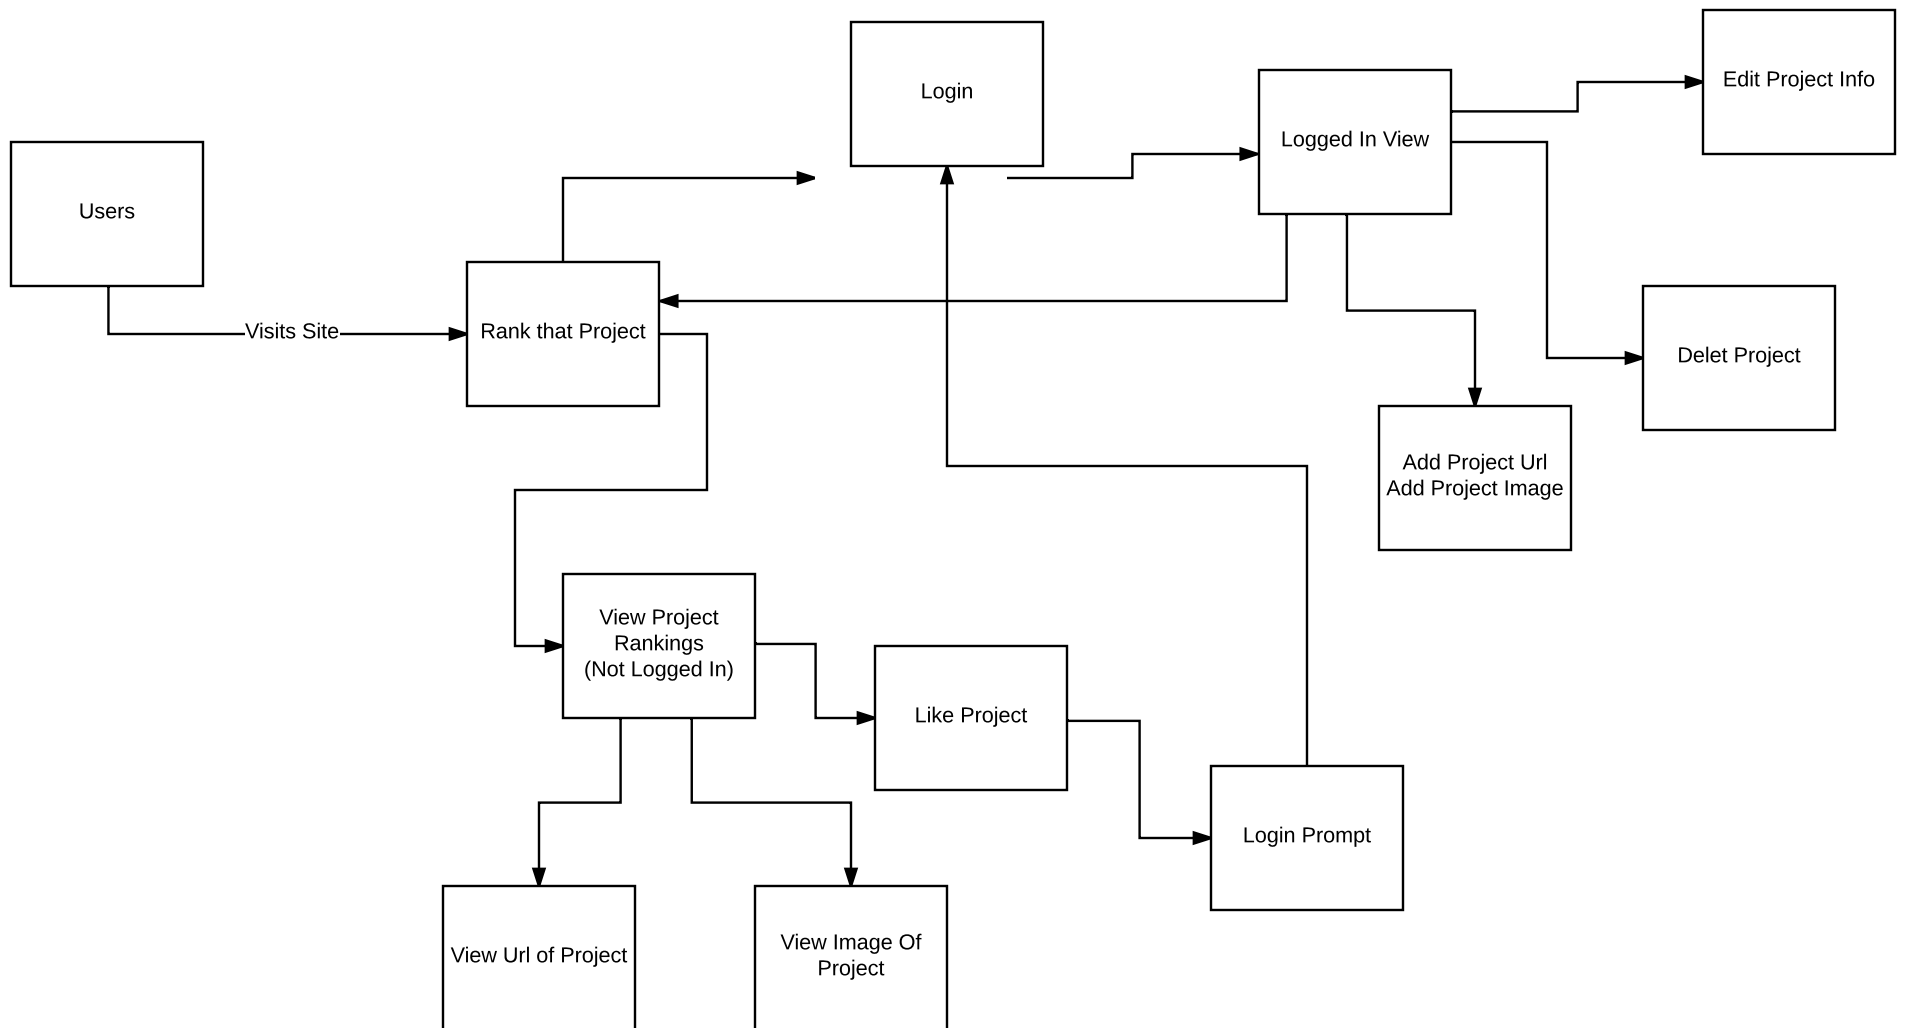 Login
Edit Project Info
Logged In View
Users
Visits Site
Rank that Project
Delet Project
Add Project Url
Add Project Image
View Project
Rankings
(Not Logged In)
Like Project
Login Prompt
View Url of Project
View Image Of
Project